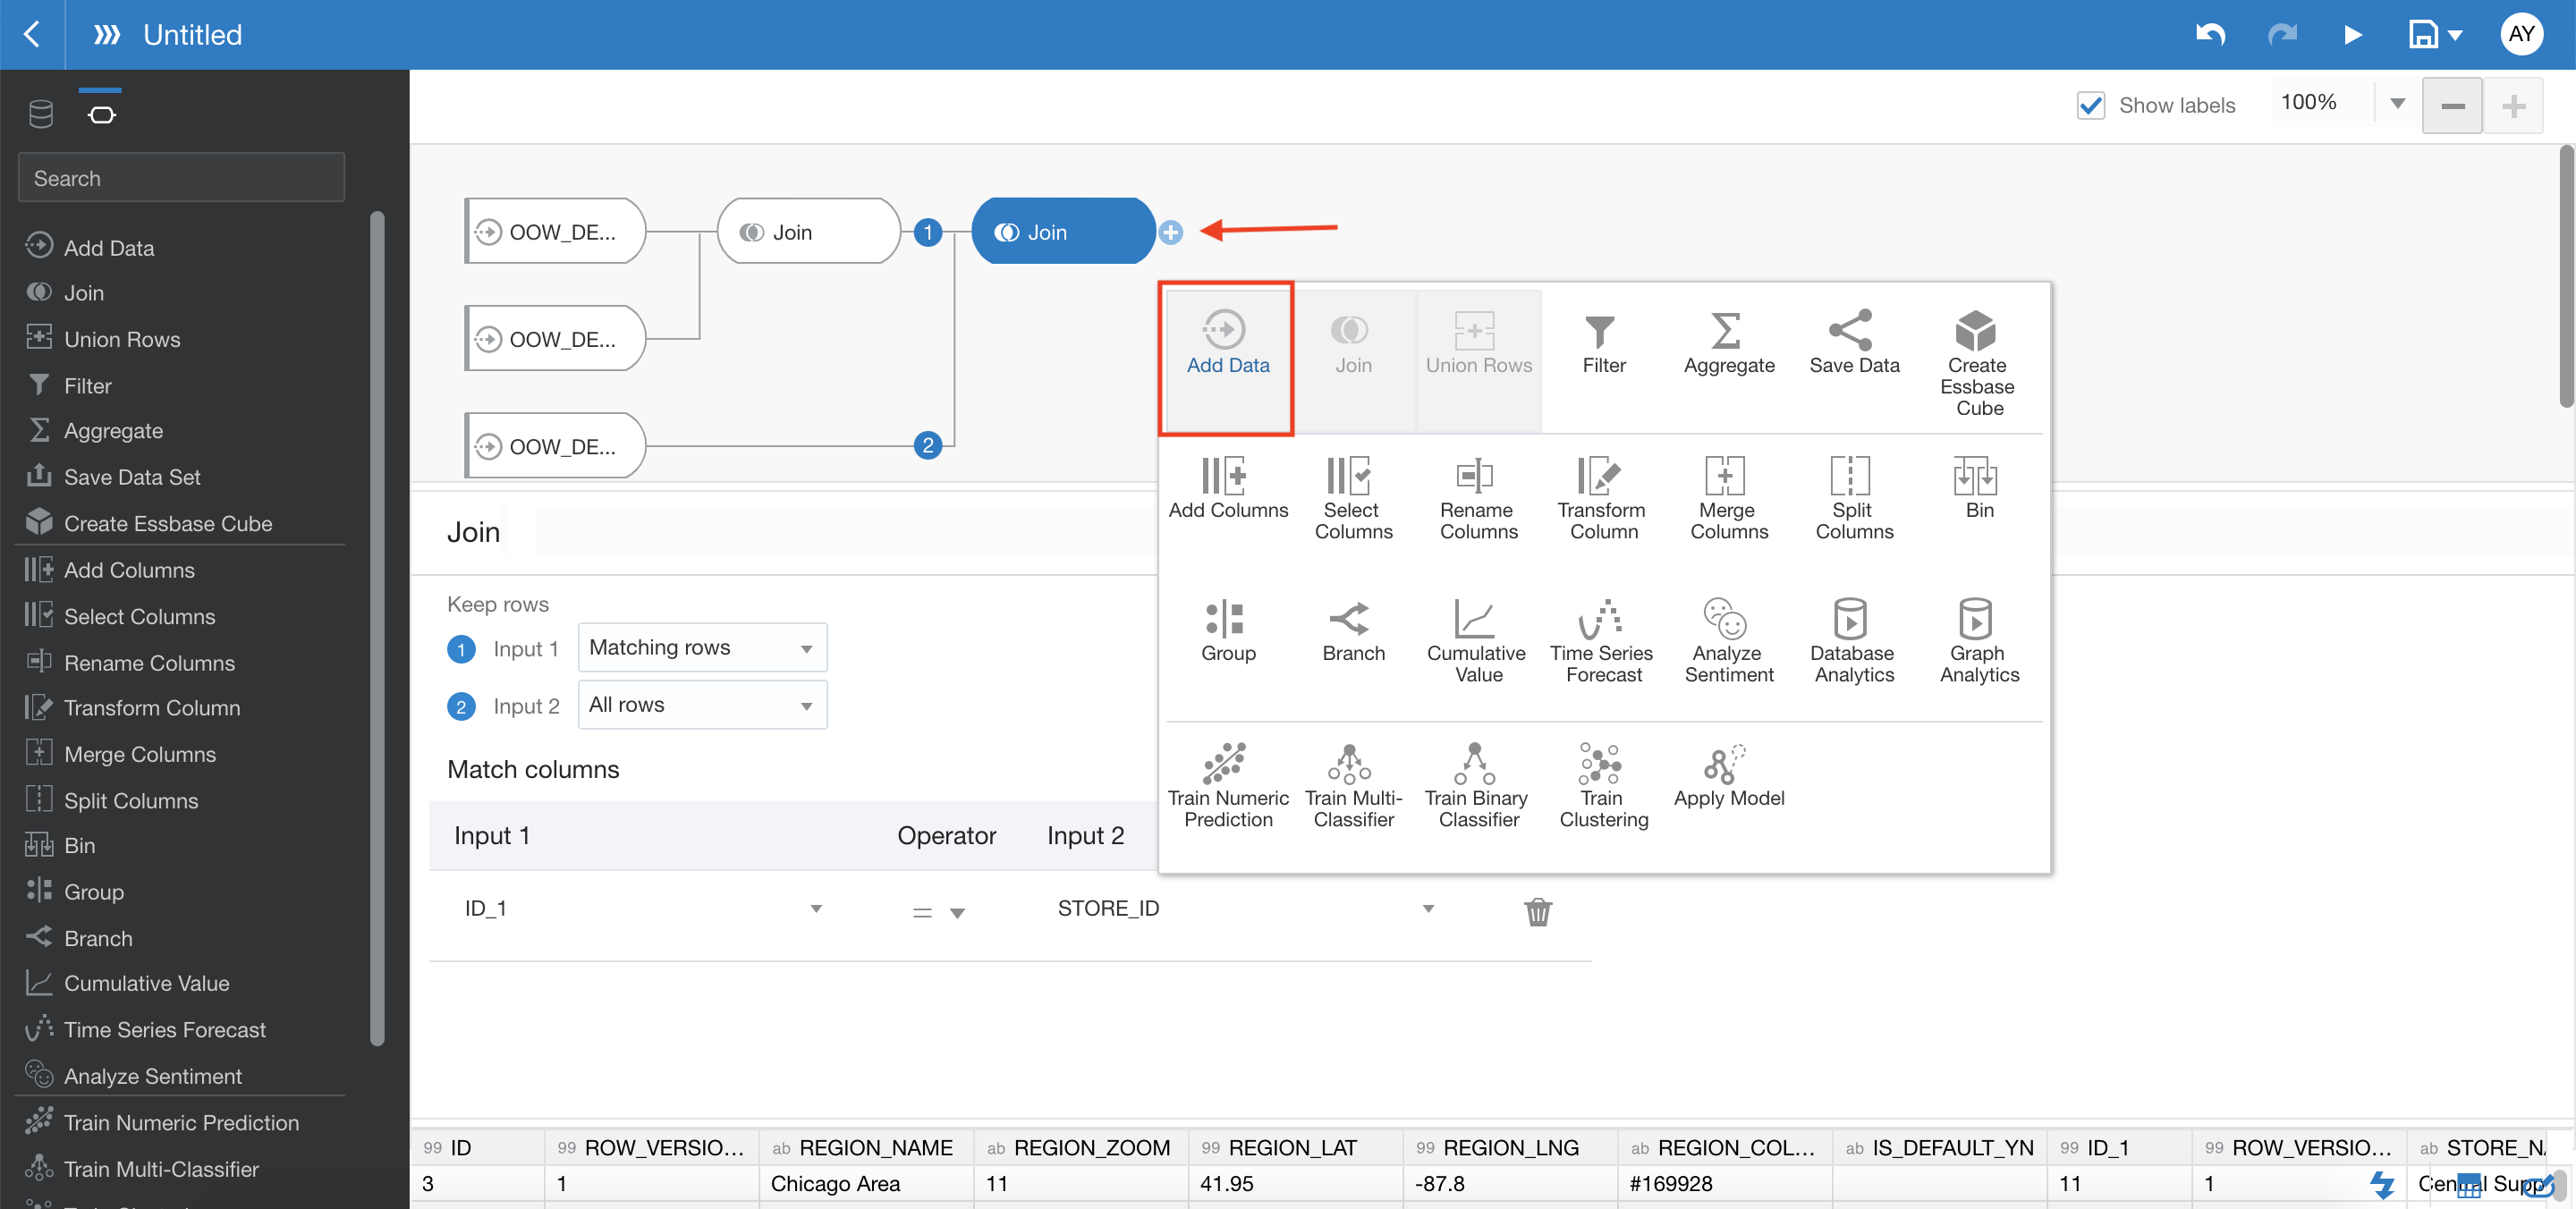 Untitled
AY
Show labels
100%
Search
Add Data
Join
Union Rows
Filter
Aggregate
Save Data Set
Create Essbase Cube
Add Columns
Select Columns
Rename Columns
Transform Column
Merge Columns
Split Columns
Bin
Group
Branch
Cumulative Value
Time Series Forecast
Analyze Sentiment
Train Numeric Prediction
Train Multi-Classifier
OOW_DE...
Join
1
Join
OOW_DE...
OOW_DE...
2
Add Data
Join
Union Rows
Filter
Aggregate
Save Data
Create
Essbase
Cube
Add Columns
Select
Columns
Rename
Columns
Transform
Column
Merge
Columns
Split
Columns
Bin
Group
Branch
Cumulative
Value
Time Series
Forecast
Analyze
Sentiment
Database
Analytics
Graph
Analytics
Train Numeric
Prediction
Train Multi-
Classifier
Train Binary
Classifier
Train
Clustering
Apply Model
Join
Keep rows
1 Input 1 Matching rows
2 Input 2 All rows
Match columns
Input 1 Operator Input 2
ID_1 = STORE_ID
99 ID 99 ROW_VERSIO... ab REGION_NAME ab REGION_ZOOM 99 REGION_LAT 99 REGION_LNG ab REGION_COL... ab IS_DEFAULT_YN 99 ID_1 99 ROW_VERSIO... ab STORE_NA
3 1 Chicago Area 11 41.95 -87.8 #169928 11 1 Central Supp